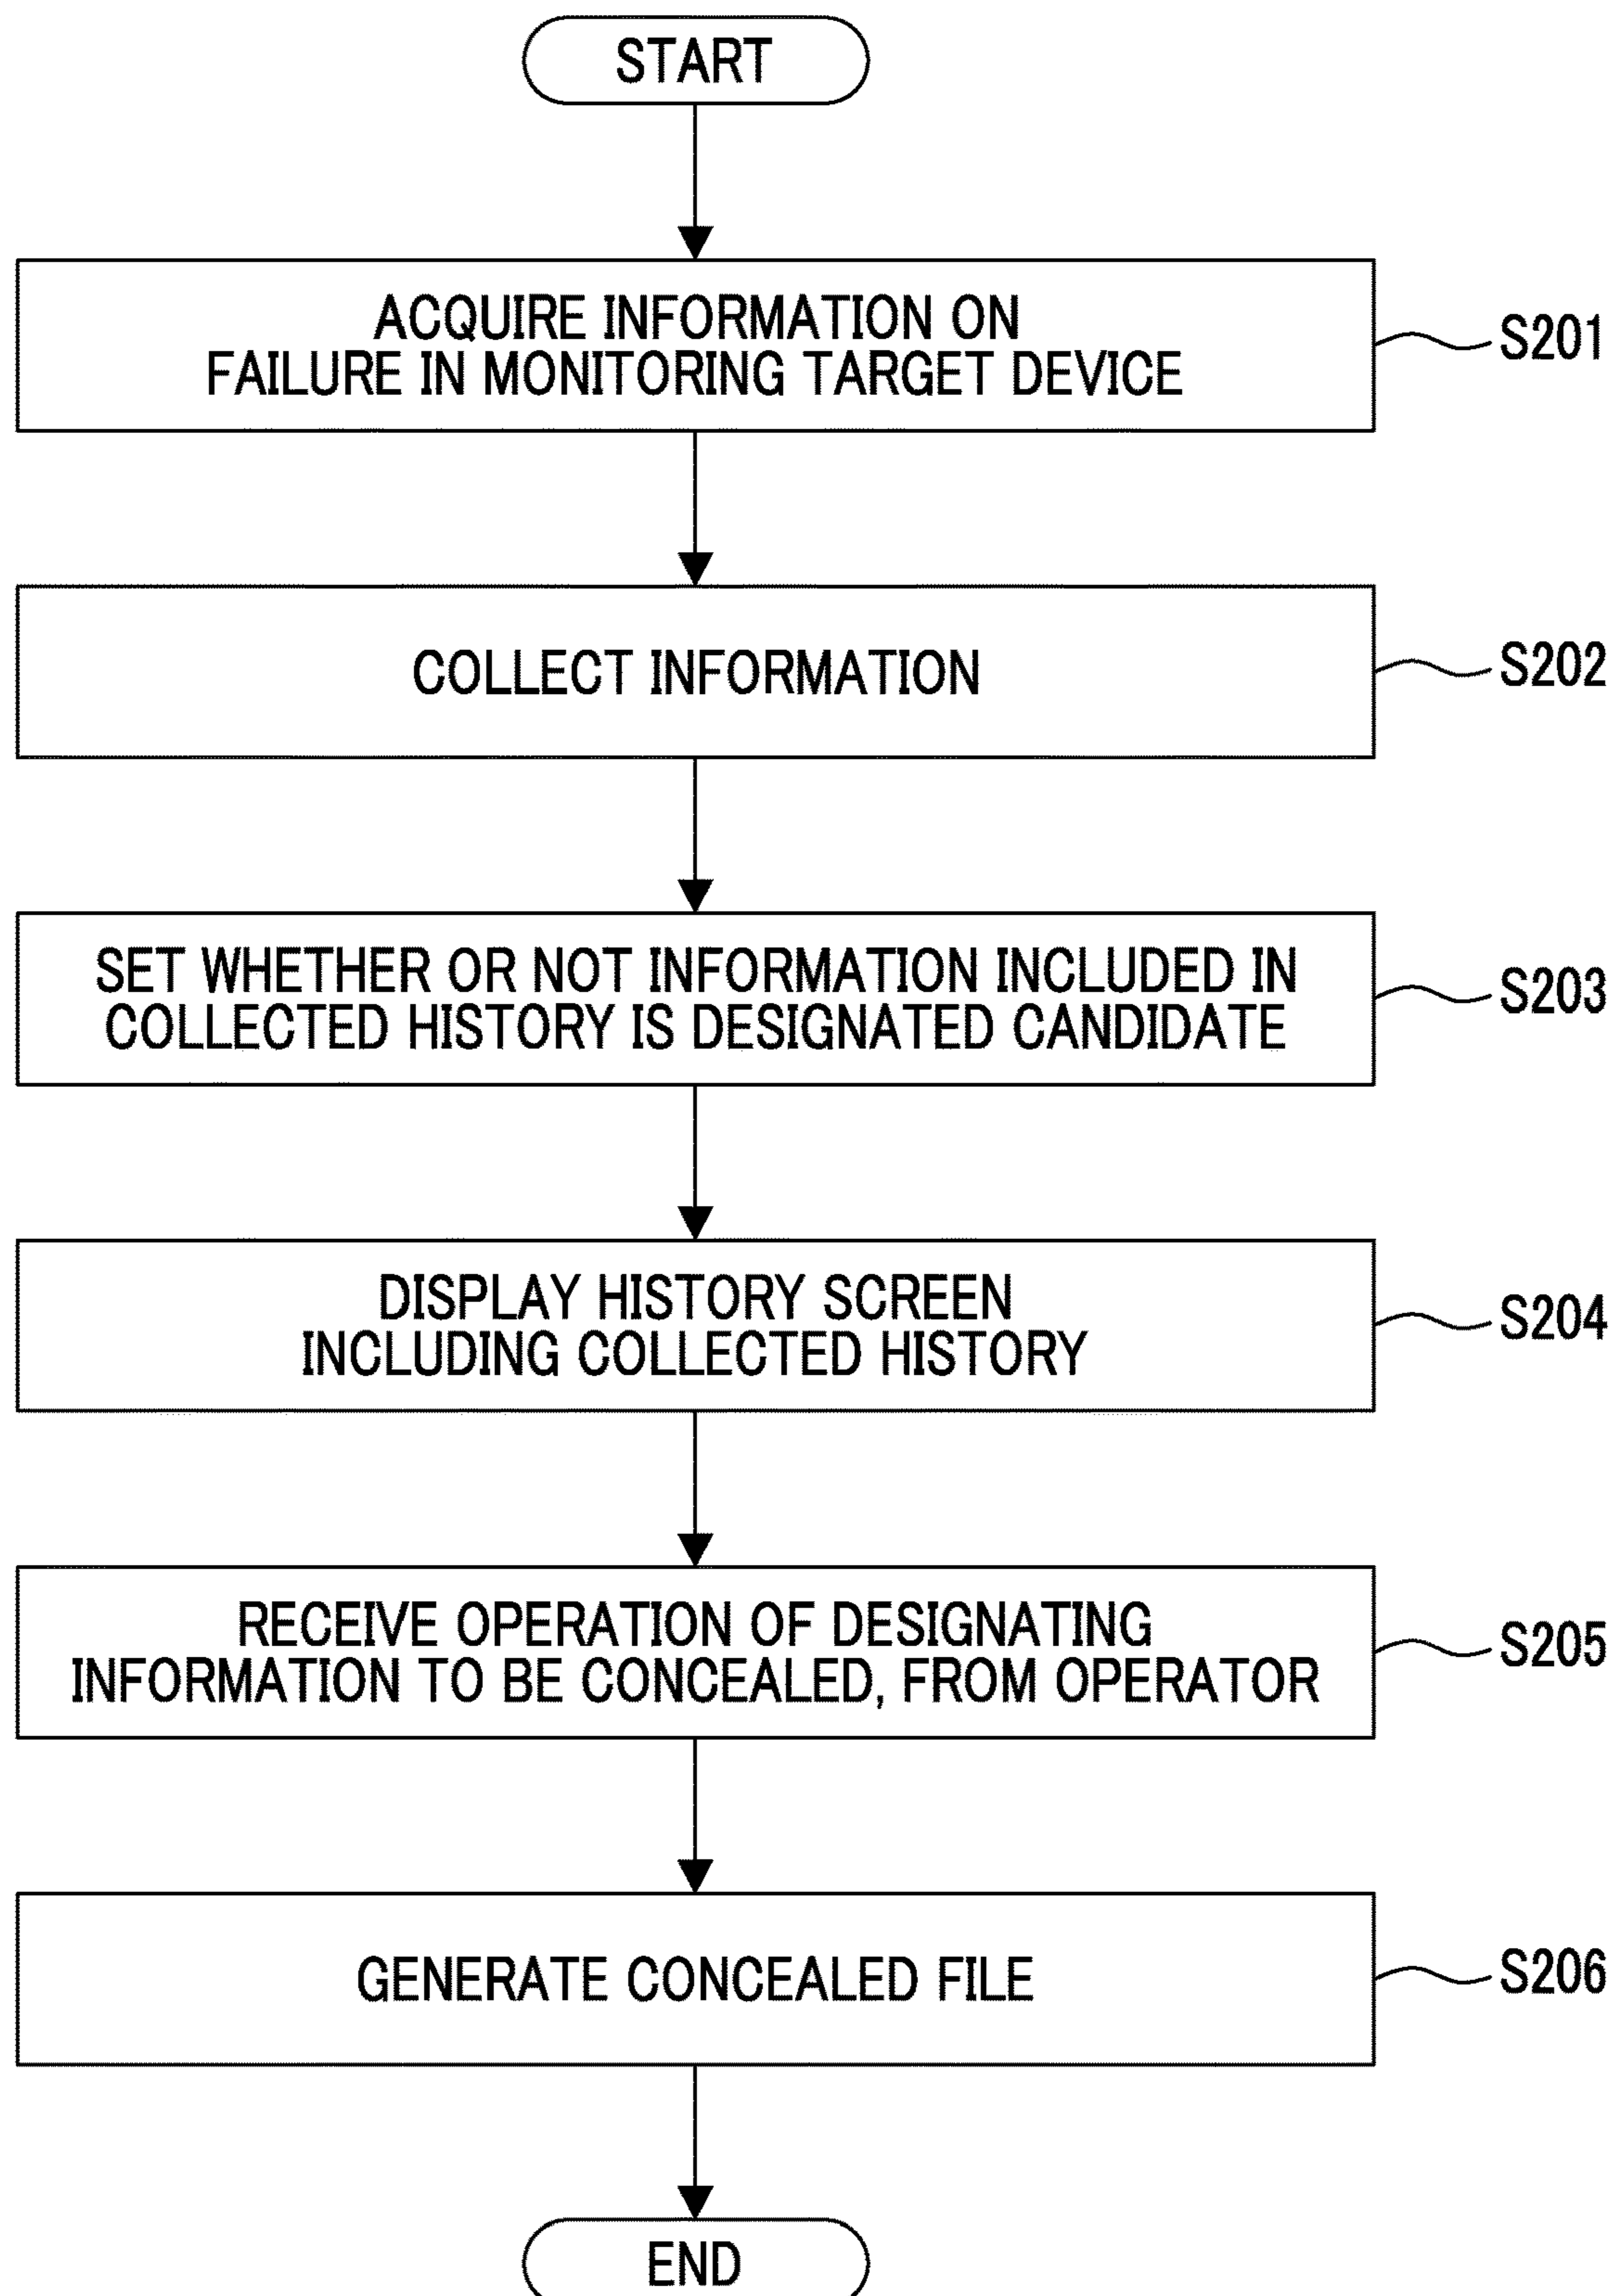 START
ACQUIRE INFORMATION ON
FAILURE IN MONITORING TARGET DEVICE
S201
COLLECT INFORMATION
S202
SET WHETHER OR NOT INFORMATION INCLUDED IN
COLLECTED HISTORY IS DESIGNATED CANDIDATE
S203
DISPLAY HISTORY SCREEN
INCLUDING COLLECTED HISTORY
S204
RECEIVE OPERATION OF DESIGNATING
INFORMATION TO BE CONCEALED, FROM OPERATOR
S205
GENERATE CONCEALED FILE
S206
END